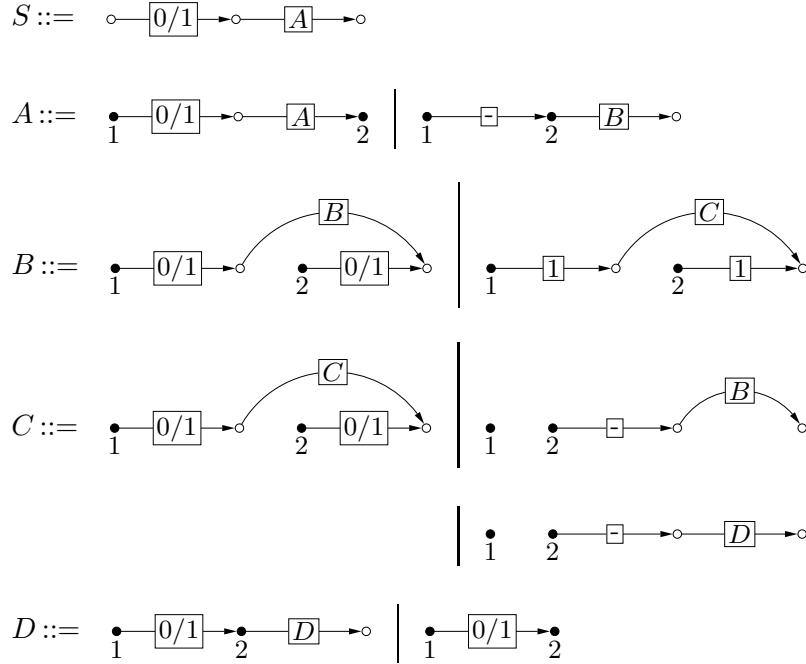 S ::= 0/1 A
A ::= 1 0/1 A 2 | 1 - 2 B
B ::= 1 0/1 B 2 0/1 | 1 1 C 2 1
C ::= 1 0/1 C 2 0/1 | 1 2 - B
| 1 2 - D
D ::= 1 0/1 2 D | 1 0/1 2